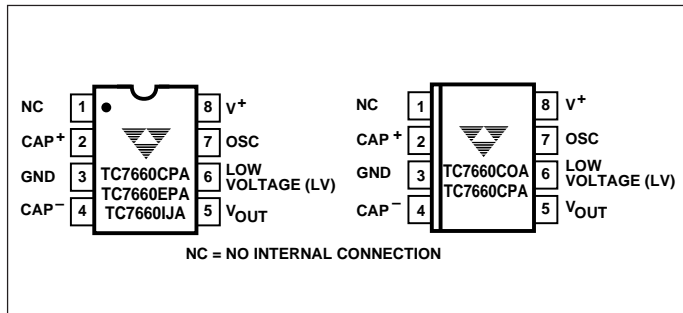 NC 1 8 V+
CAP+ 2 7 OSC
GND 3 6 LOW
VOLTAGE (LV)
CAP− 4 5 VOUT
TC7660CPA
TC7660EPA
TC7660IJA
NC 1 8 V+
CAP+ 2 7 OSC
GND 3 6 LOW
VOLTAGE (LV)
CAP− 4 5 VOUT
TC7660COA
TC7660CPA
NC = NO INTERNAL CONNECTION